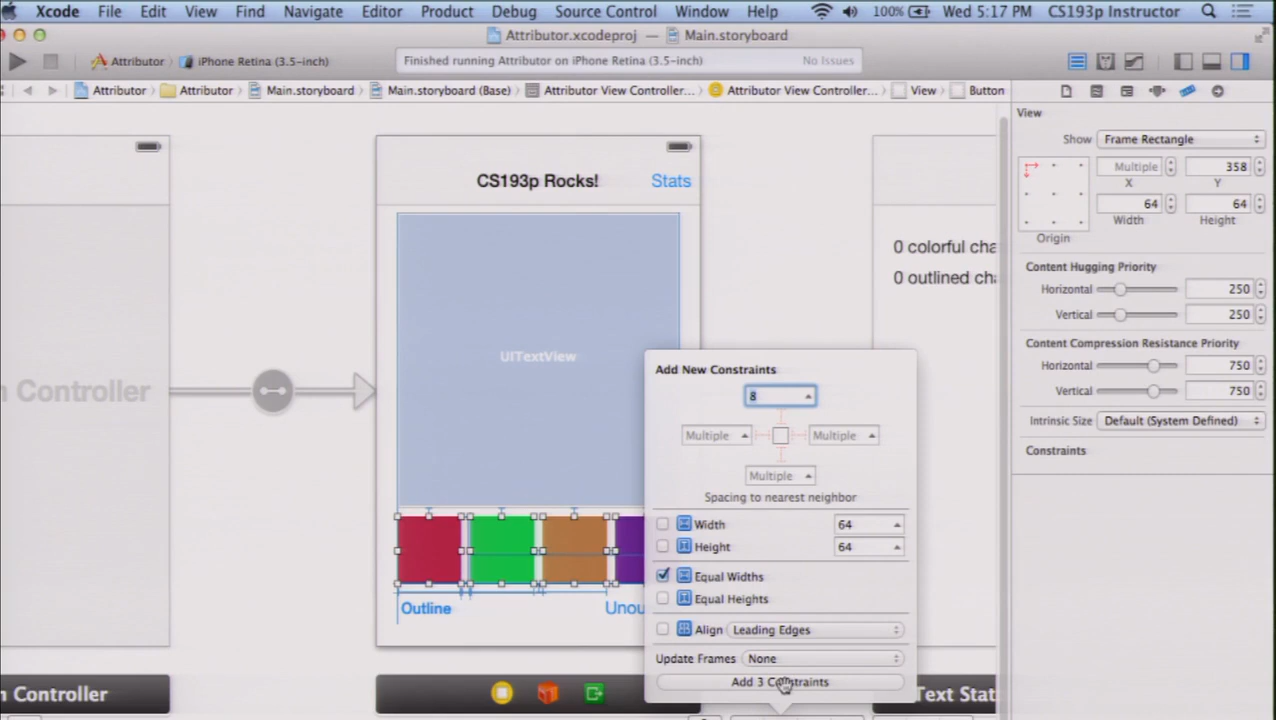 Xcode File Edit View Find Navigate Editor Product Debug Source Control Window Help 100% Wed 5:17 PM CS193p Instructor
Attributor.xcodeproj — Main.storyboard
Attributor iPhone Retina (3.5-inch) Finished running Attributor on iPhone Retina (3.5-inch) No Issues
Attributor Attributor Main.storyboard Main.storyboard (Base) Attributor View Controller... Attributor View Controller... View Button
View
Show Frame Rectangle
Multiple 358
X Y
64 64
Width Height
Origin
Content Hugging Priority
Horizontal 250
Vertical 250
Content Compression Resistance Priority
Horizontal 750
Vertical 750
Intrinsic Size Default (System Defined)
Constraints
n Controller
CS193p Rocks! Stats
UITextView
Outline Unou
0 colorful cha
0 outlined cha
Add New Constraints
8
Multiple Multiple
Multiple
Spacing to nearest neighbor
Width 64
Height 64
Equal Widths
Equal Heights
Align Leading Edges
Update Frames None
Add 3 Constraints
n Controller
Text Stat